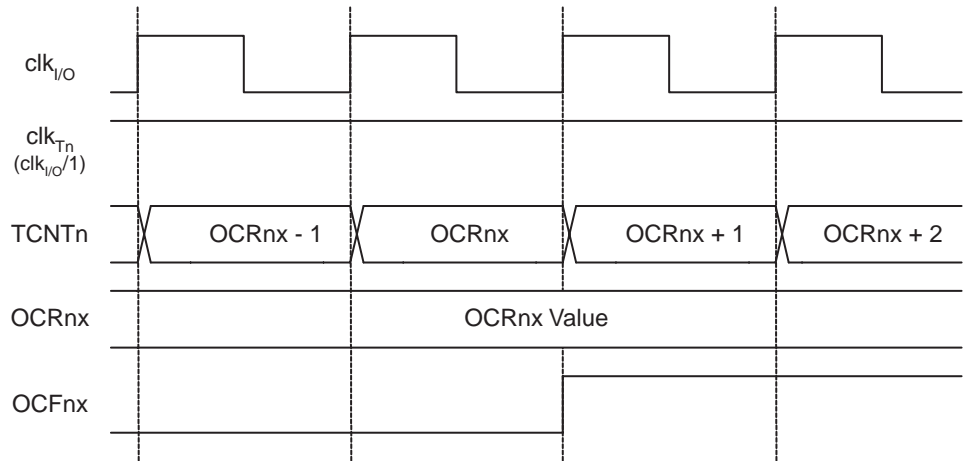 clkI/O
clkTn
(clkI/O/1)
TCNTn
OCRnx - 1
OCRnx
OCRnx + 1
OCRnx + 2
OCRnx
OCRnx Value
OCFnx